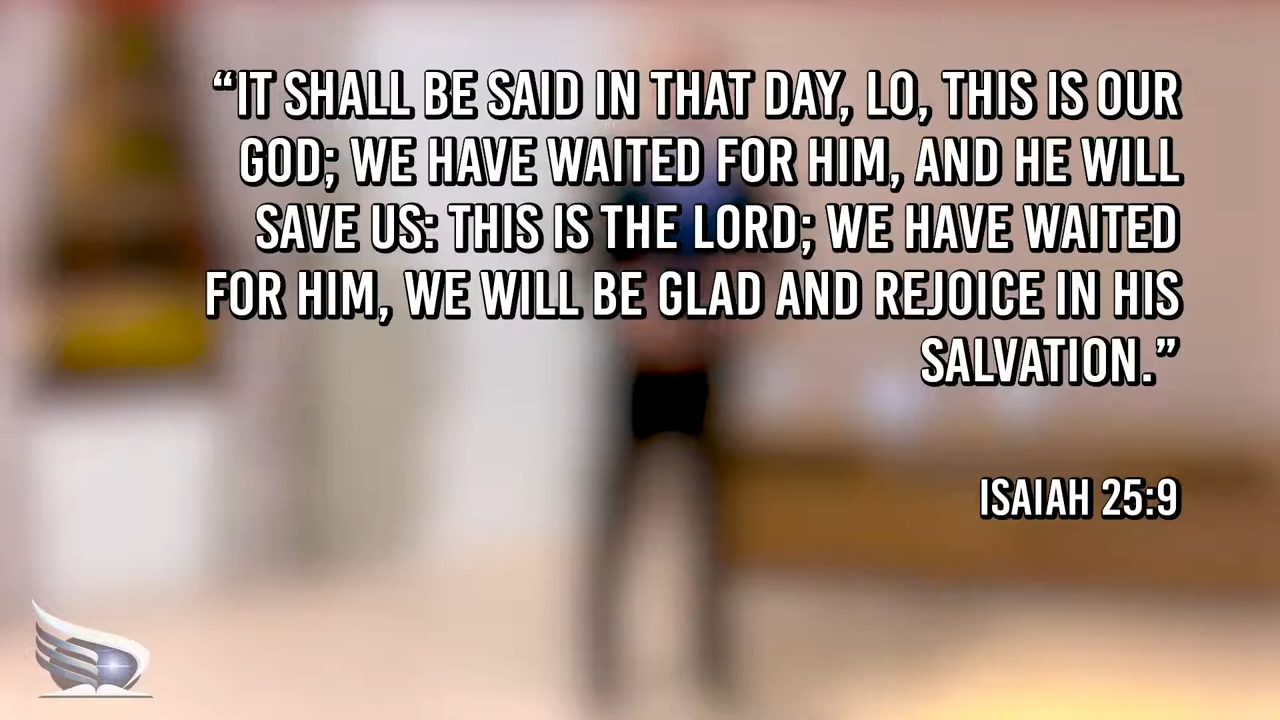 “IT SHALL BE SAID IN THAT DAY, LO, THIS IS OUR
GOD; WE HAVE WAITED FOR HIM, AND HE WILL
SAVE US: THIS IS THE LORD; WE HAVE WAITED
FOR HIM, WE WILL BE GLAD AND REJOICE IN HIS
SALVATION.”
ISAIAH 25:9